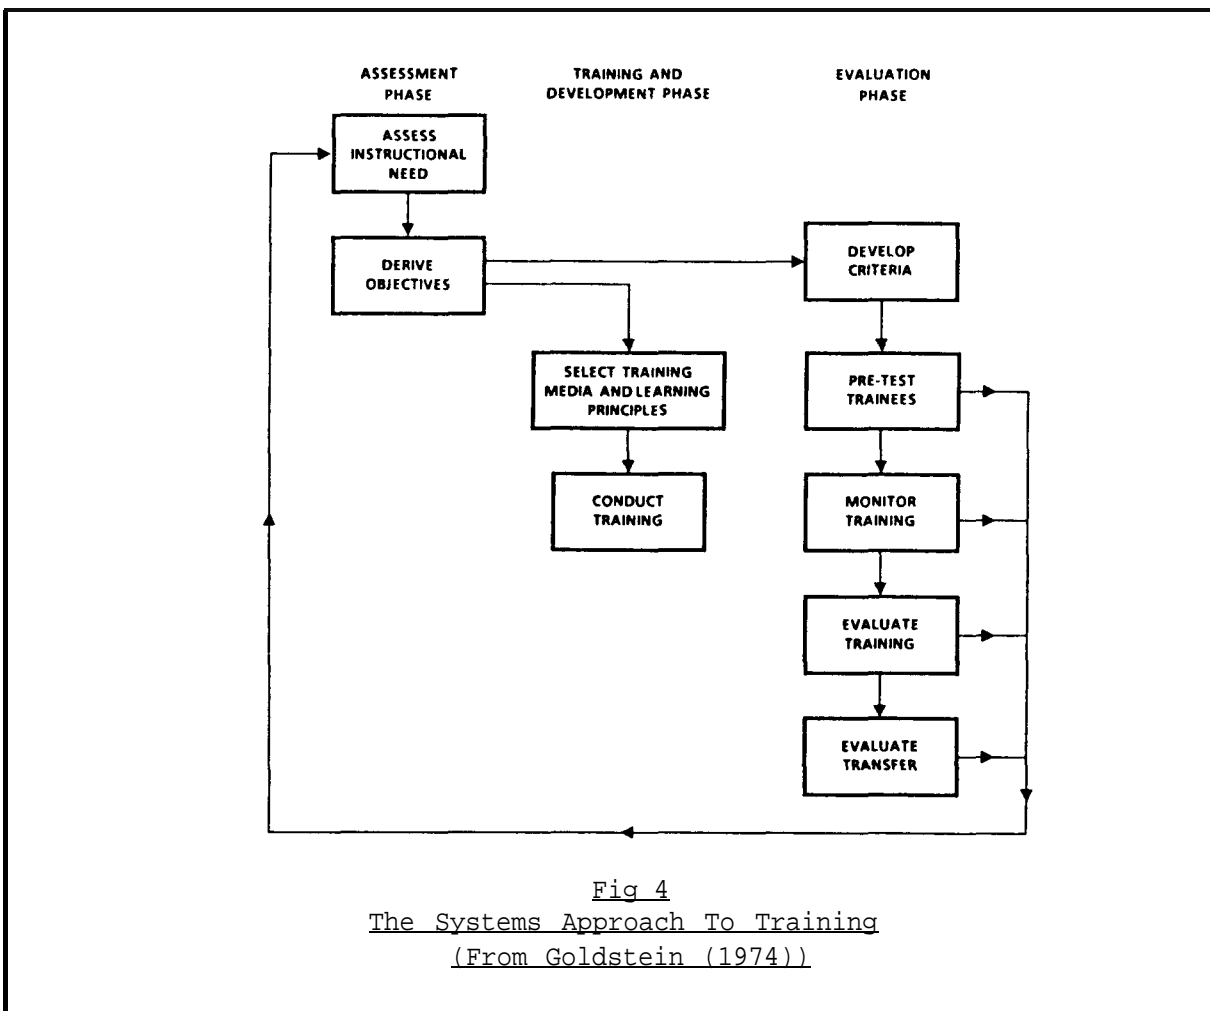 ASSESSMENT
PHASE
TRAINING AND
DEVELOPMENT PHASE
EVALUATION
PHASE
ASSESS
INSTRUCTIONAL
NEED
DERIVE
OBJECTIVES
DEVELOP
CRITERIA
SELECT TRAINING
MEDIA AND LEARNING
PRINCIPLES
PRE-TEST
TRAINEES
CONDUCT
TRAINING
MONITOR
TRAINING
EVALUATE
TRAINING
EVALUATE
TRANSFER
Fig 4
The Systems Approach To Training
(From Goldstein (1974))